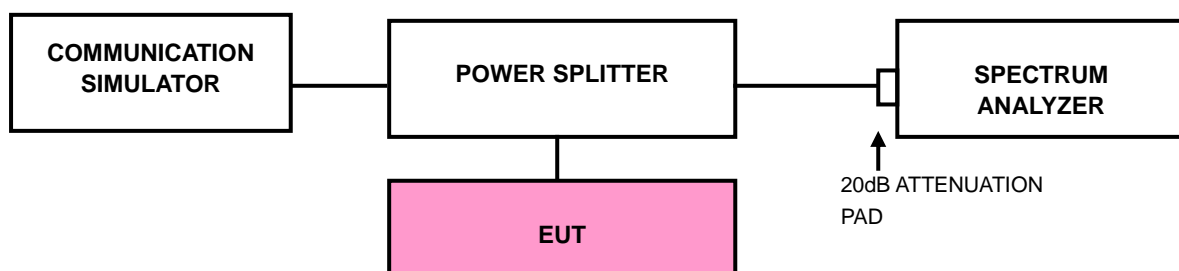 COMMUNICATION
SIMULATOR
POWER SPLITTER
SPECTRUM
ANALYZER
20dB ATTENUATION
PAD
EUT